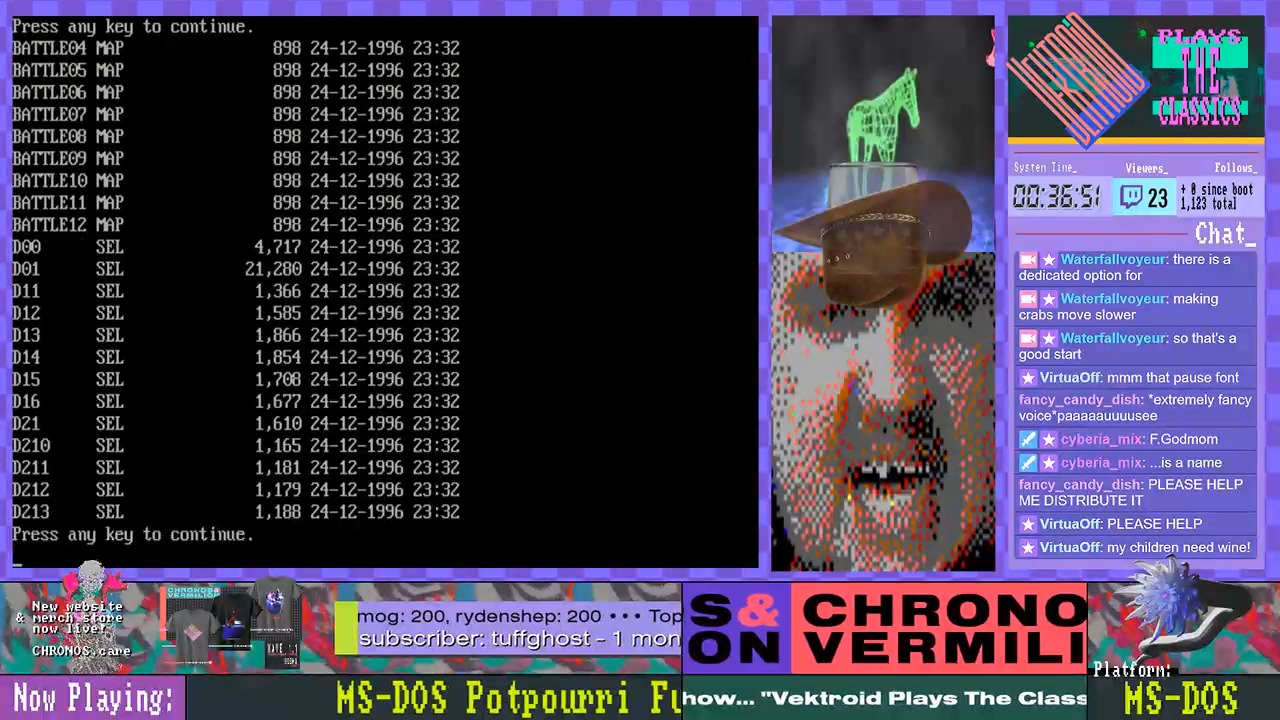 Press any key to continue.
BATTLE04 MAP 898 24-12-1996 23:32
BATTLE05 MAP 898 24-12-1996 23:32
BATTLE06 MAP 898 24-12-1996 23:32
BATTLE07 MAP 898 24-12-1996 23:32
BATTLE08 MAP 898 24-12-1996 23:32
BATTLE09 MAP 898 24-12-1996 23:32
BATTLE10 MAP 898 24-12-1996 23:32
BATTLE11 MAP 898 24-12-1996 23:32
BATTLE12 MAP 898 24-12-1996 23:32
D00 SEL 4,717 24-12-1996 23:32
D01 SEL 21,280 24-12-1996 23:32
D11 SEL 1,366 24-12-1996 23:32
D12 SEL 1,585 24-12-1996 23:32
D13 SEL 1,866 24-12-1996 23:32
D14 SEL 1,854 24-12-1996 23:32
D15 SEL 1,708 24-12-1996 23:32
D16 SEL 1,677 24-12-1996 23:32
D21 SEL 1,610 24-12-1996 23:32
D210 SEL 1,165 24-12-1996 23:32
D211 SEL 1,181 24-12-1996 23:32
D212 SEL 1,179 24-12-1996 23:32
D213 SEL 1,188 24-12-1996 23:32
Press any key to continue.
PLAYS
THE
CLASSICS
System Time_ Viewers_ Follows_
00:36:51 23 + 0 since boot
1,123 total
Chat_
Waterfallvoyeur: there is a
dedicated option for
Waterfallvoyeur: making
crabs move slower
Waterfallvoyeur: so that's a
good start
VirtuaOff: mmm that pause font
fancy_candy_dish: *extremely fancy
voice*paaaaauuuusee
cyberia_mix: F.Godmom
cyberia_mix: ...is a name
fancy_candy_dish: PLEASE HELP
ME DISTRIBUTE IT
VirtuaOff: PLEASE HELP
VirtuaOff: my children need wine!
New website
& merch store
now live!
CHRONOS.care
mog: 200, rydenshep: 200 ••• Top
subscriber: tuffghost - 1 mon
S& CHRONO
ON VERMILI
Platform:
MS-DOS
Now Playing:
MS-DOS Potpourri Fu
how... "Vektroid Plays The Class